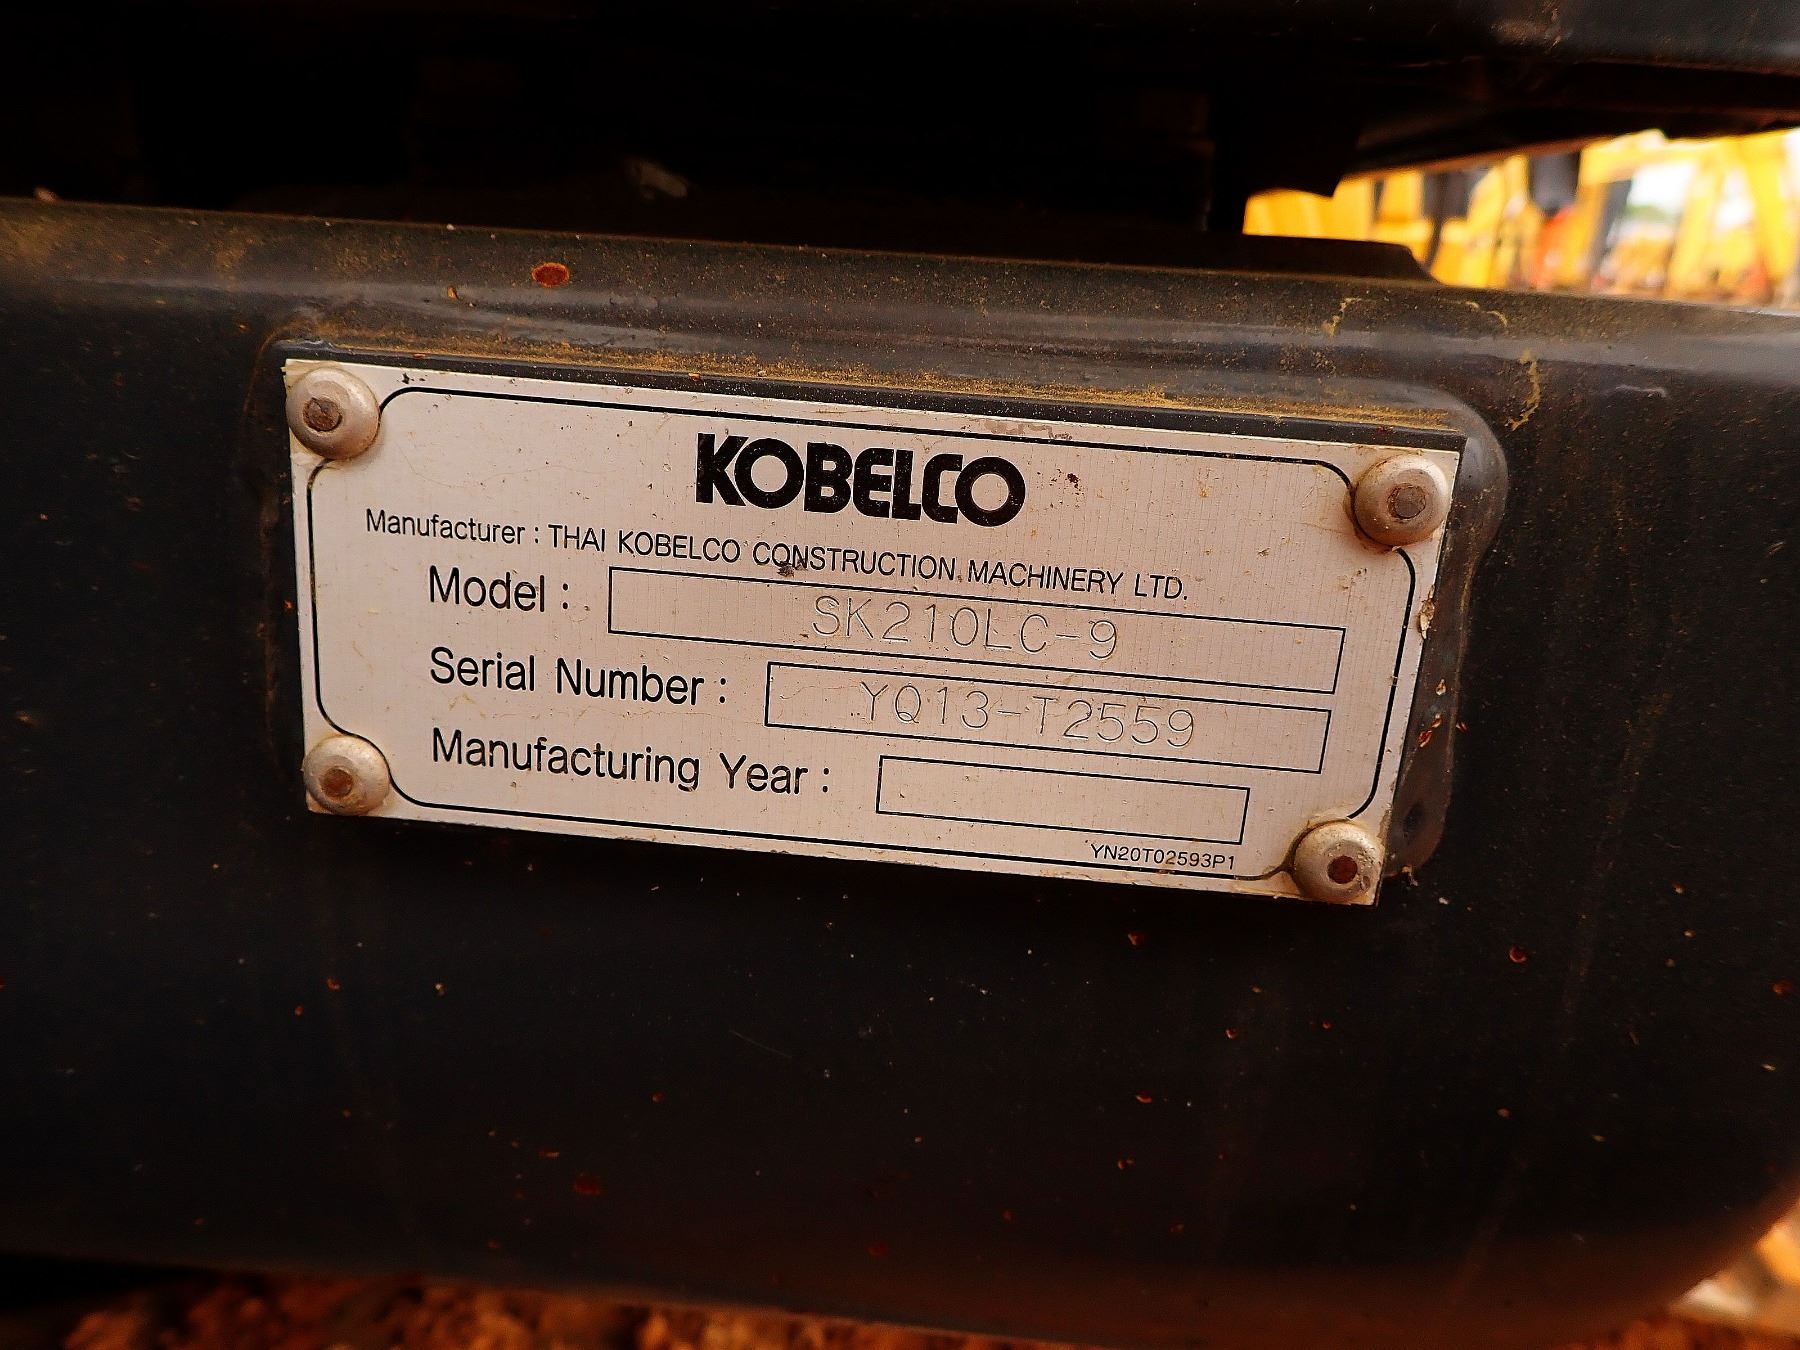 KOBELCO
Manufacturer : THAI KOBELCO CONSTRUCTION MACHINERY LTD.
Model : SK210LC-9
Serial Number : YQ13-T2559
Manufacturing Year :
YN20T02593P1